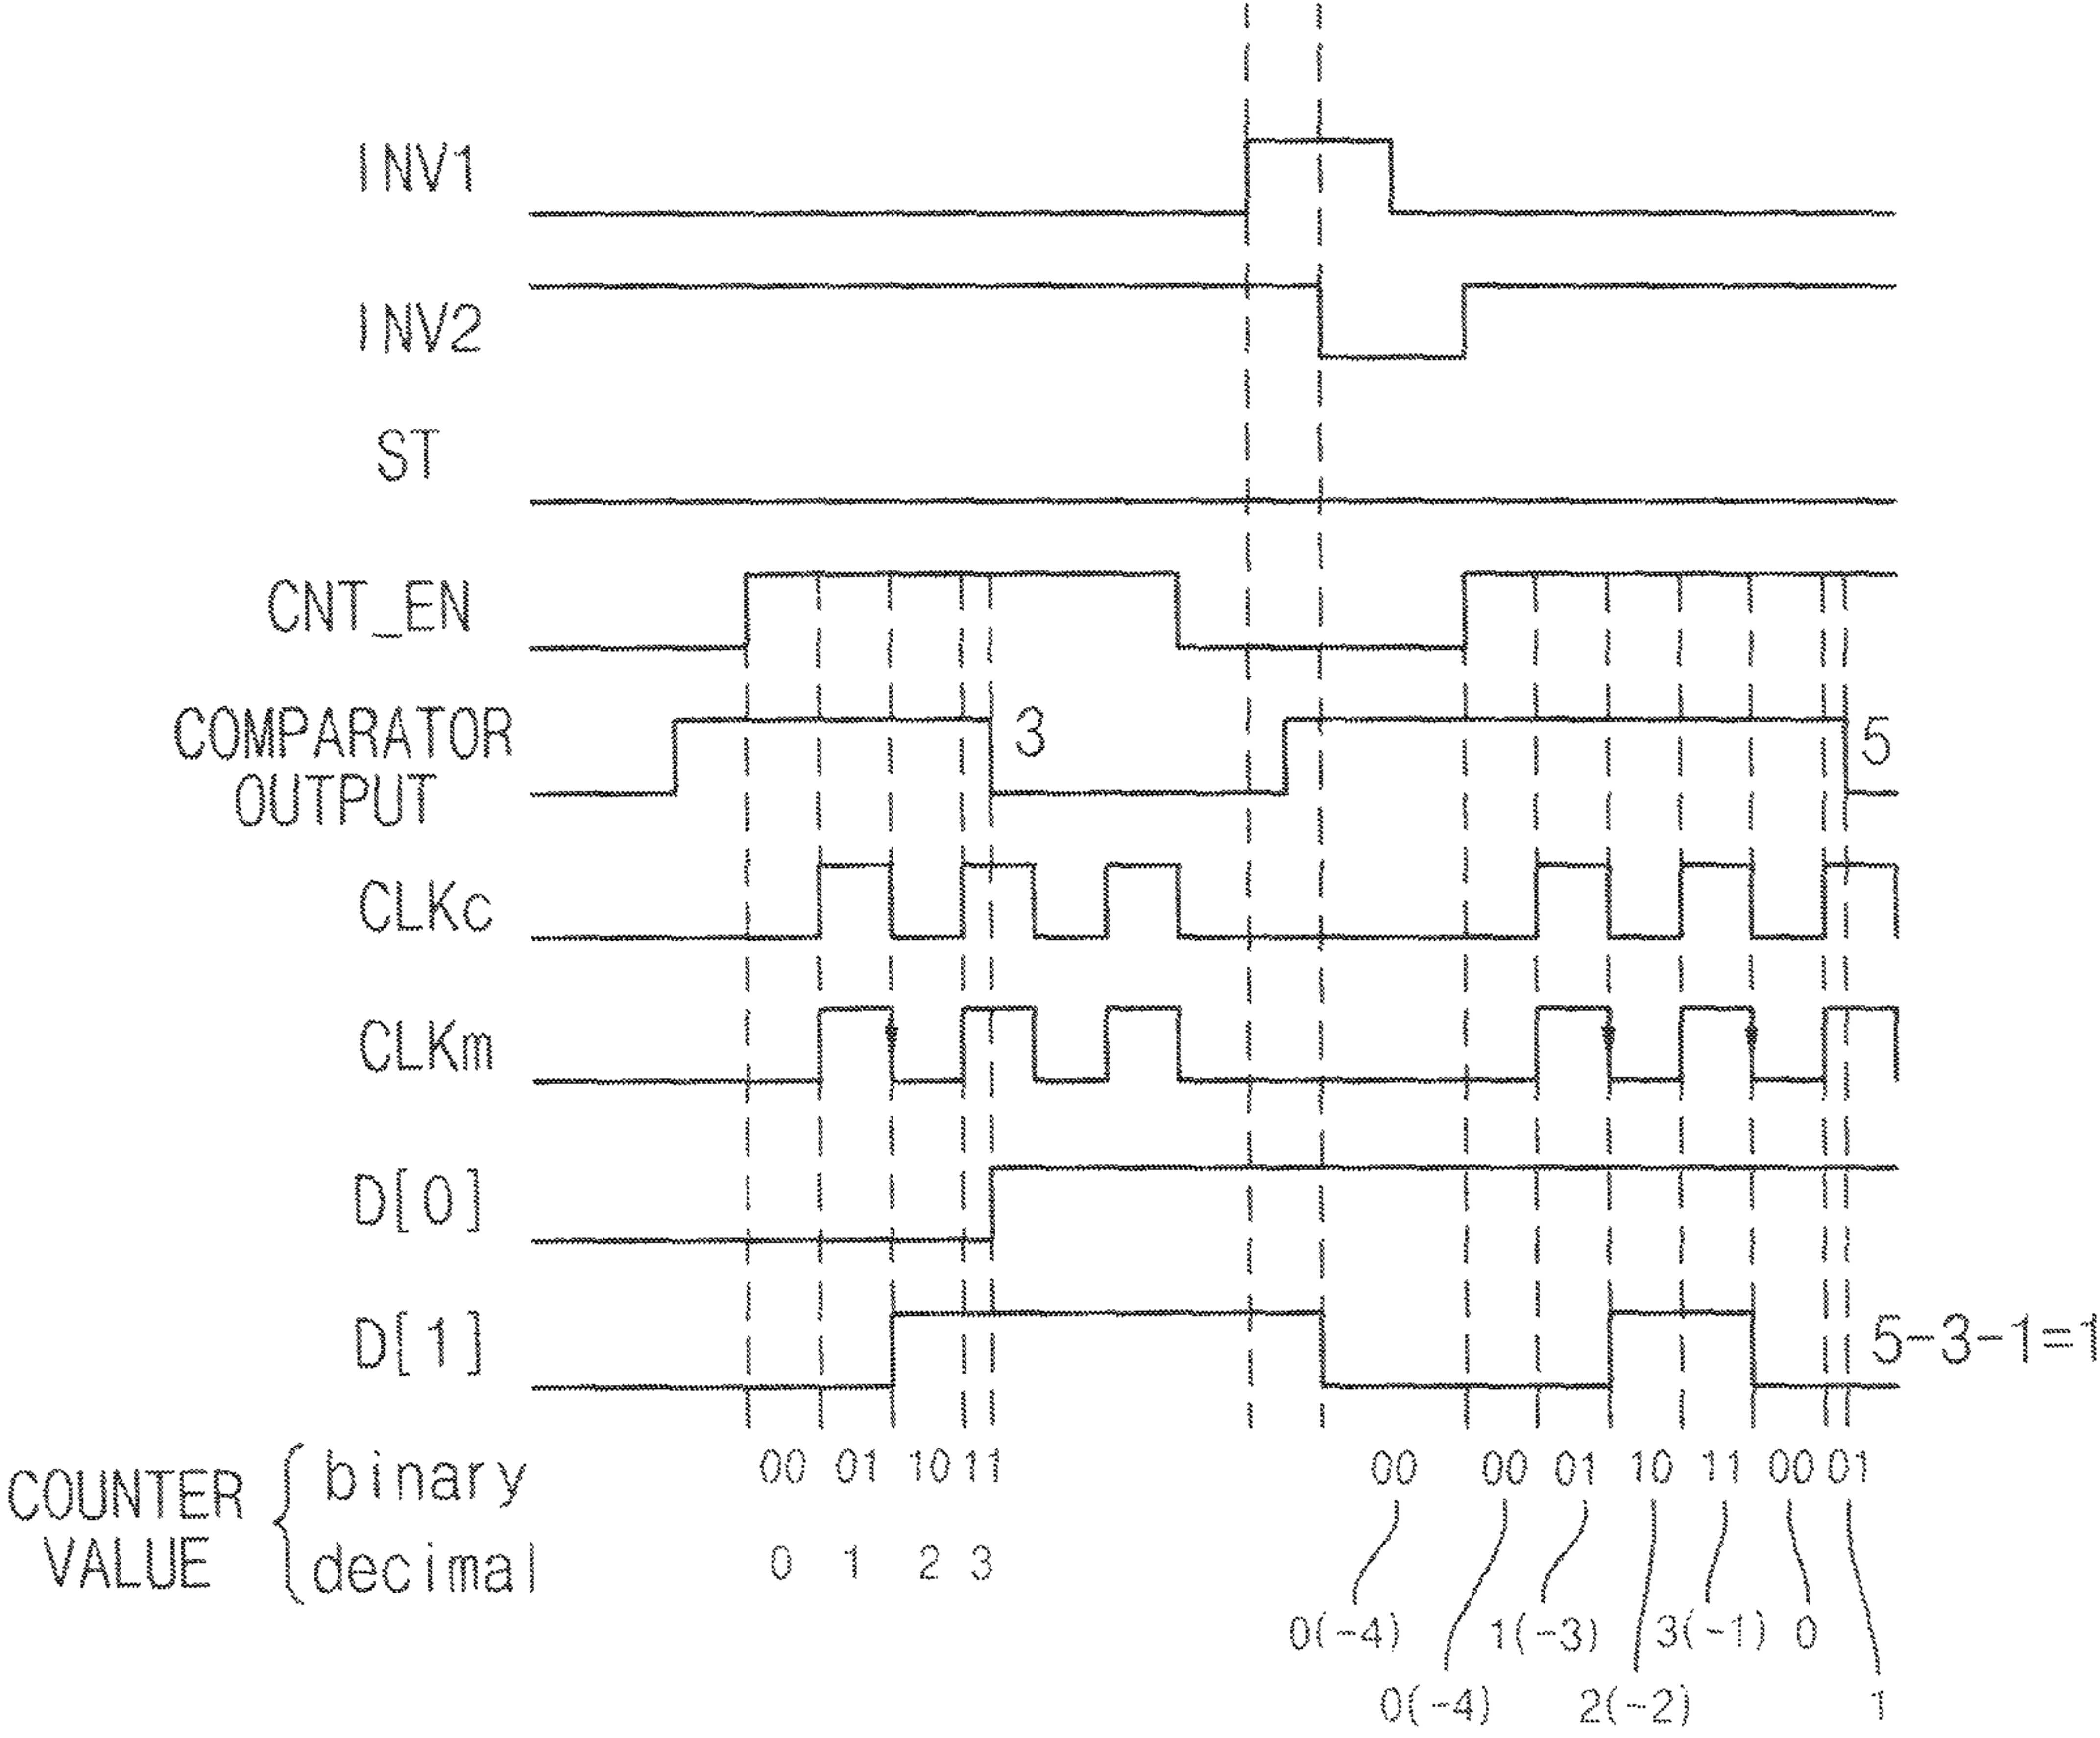 INV1
INV2
ST
CNT_EN
COMPARATOR
OUTPUT
3
5
CLKc
CLKm
D[0]
D[1]
5-3-1=1
COUNTER
VALUE
binary
00 01 10 11 00 00 01 10 11 00 01
decimal
0 1 2 3
0(-4) 1(-3) 3(-1) 0
0(-4) 2(-2) 1